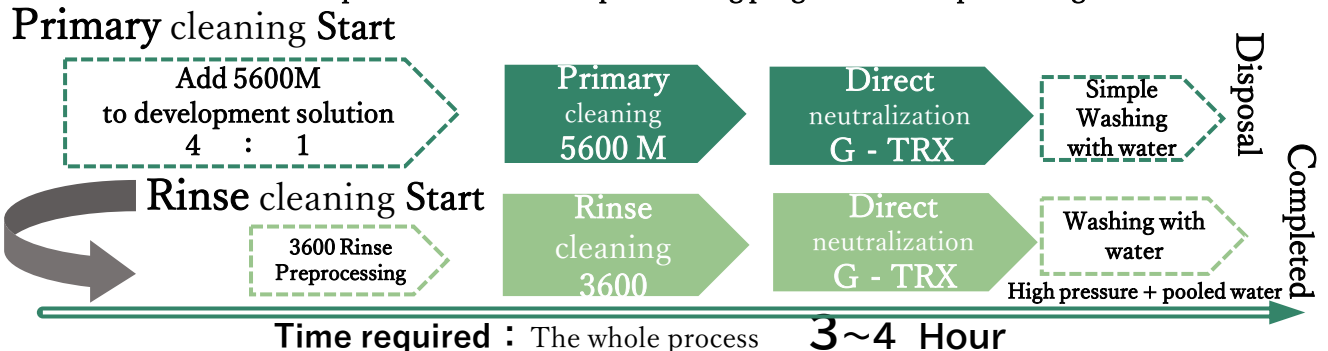 Primary cleaning Start
Add 5600M
to development solution
4 : 1
Primary
cleaning
5600 M
Direct
neutralization
G - TRX
Simple
Washing
with water
Disposal
Rinse cleaning Start
3600 Rinse
Preprocessing
Rinse
cleaning
3600
Direct
neutralization
G - TRX
Washing with
water
High pressure + pooled water
Completed
Time required : The whole process 3~4 Hour